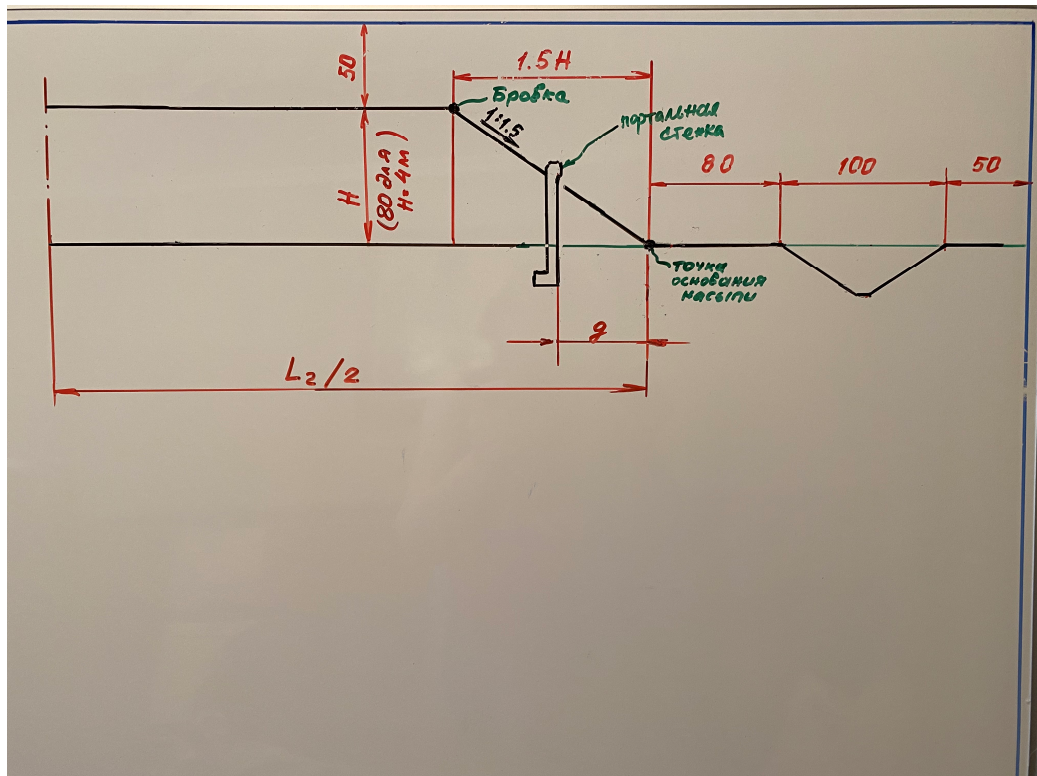 1.5H
50
Бровка
1:1.5
портальная
стенка
H
(80 для
H=4м)
80
100
50
точка
основания
насыпи
g
L₂/2